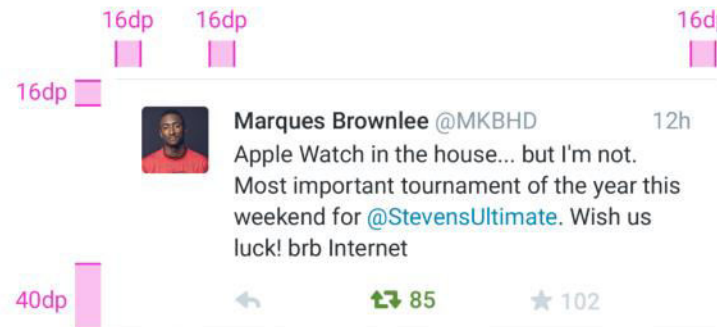 16dp 16dp 16dp
16dp
Marques Brownlee @MKBHD 12h
Apple Watch in the house... but I'm not.
Most important tournament of the year this
weekend for @StevensUltimate. Wish us
luck! brb Internet
40dp 85 102